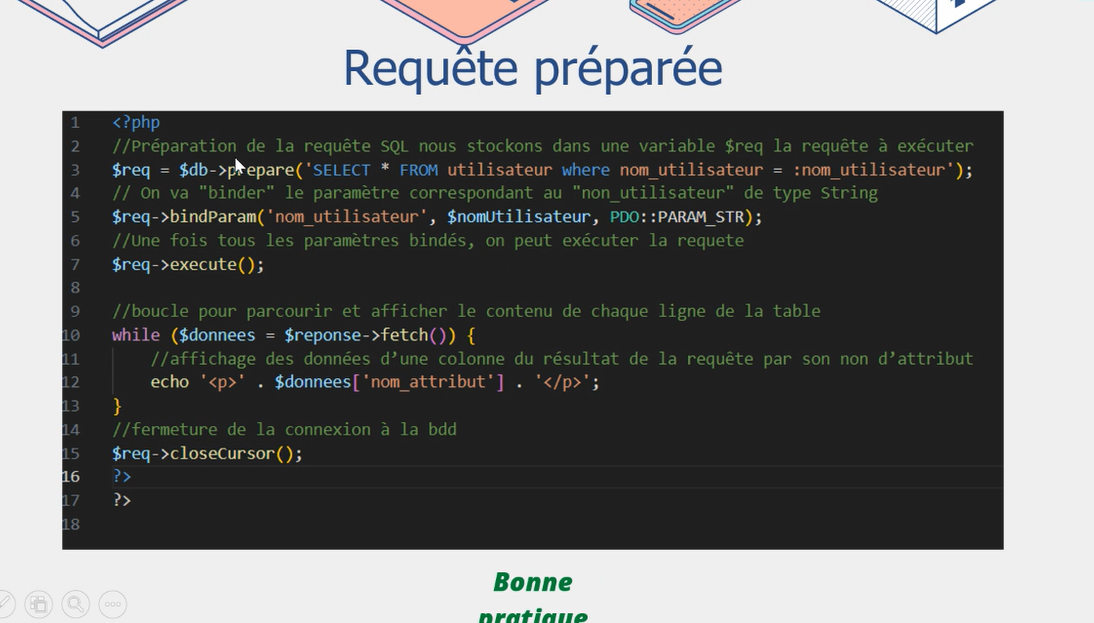 Requête préparée
1 <?php
2 //Préparation de la requête SQL nous stockons dans une variable $req la requête à exécuter
3 $req = $db->prepare('SELECT * FROM utilisateur where nom_utilisateur = :nom_utilisateur');
4 // On va "binder" le paramètre correspondant au "non_utilisateur" de type String
5 $req->bindParam('nom_utilisateur', $nomUtilisateur, PDO::PARAM_STR);
6 //Une fois tous les paramètres bindés, on peut exécuter la requete
7 $req->execute();
8
9 //boucle pour parcourir et afficher le contenu de chaque ligne de la table
10 while ($donnees = $reponse->fetch()) {
11 //affichage des données d’une colonne du résultat de la requête par son non d’attribut
12 echo '<p>' . $donnees['nom_attribut'] . '</p>';
13 }
14 //fermeture de la connexion à la bdd
15 $req->closeCursor();
16 ?>
17 ?>
18
Bonne
pratique